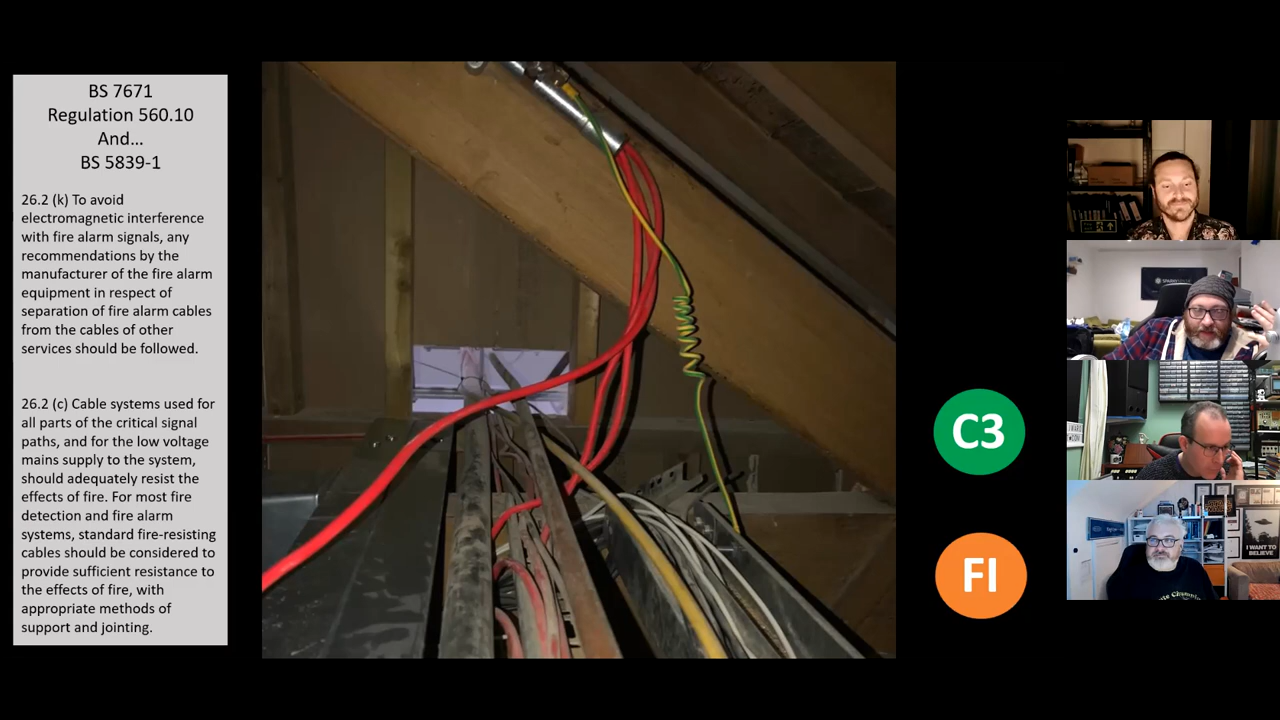 BS 7671
Regulation 560.10
And...
BS 5839-1
26.2 (k) To avoid
electromagnetic interference
with fire alarm signals, any
recommendations by the
manufacturer of the fire alarm
equipment in respect of
separation of fire alarm cables
from the cables of other
services should be followed.
26.2 (c) Cable systems used for
all parts of the critical signal
paths, and for the low voltage
mains supply to the system,
should adequately resist the
effects of fire. For most fire
detection and fire alarm
systems, standard fire-resisting
cables should be considered to
provide sufficient resistance to
the effects of fire, with
appropriate methods of
support and jointing.
C3
FI
I WANT TO
BELIEVE